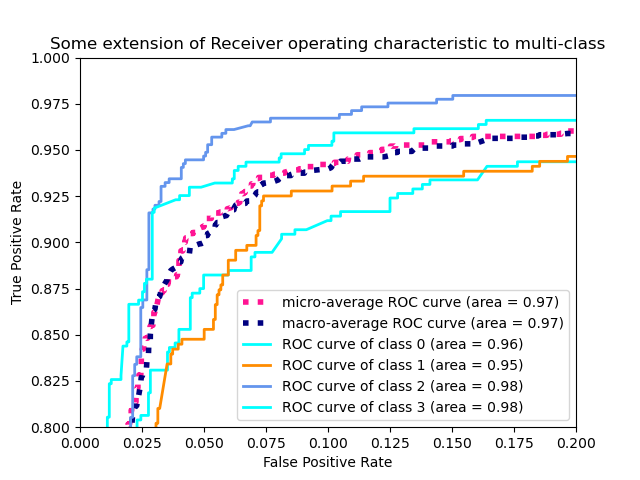 Some extension of Receiver operating characteristic to multi-class
1.000
0.975
0.950
0.925
0.900
0.875
0.850
0.825
0.800
True Positive Rate
micro-average ROC curve (area = 0.97)
macro-average ROC curve (area = 0.97)
ROC curve of class 0 (area = 0.96)
ROC curve of class 1 (area = 0.95)
ROC curve of class 2 (area = 0.98)
ROC curve of class 3 (area = 0.98)
0.000 0.025 0.050 0.075 0.100 0.125 0.150 0.175 0.200
False Positive Rate